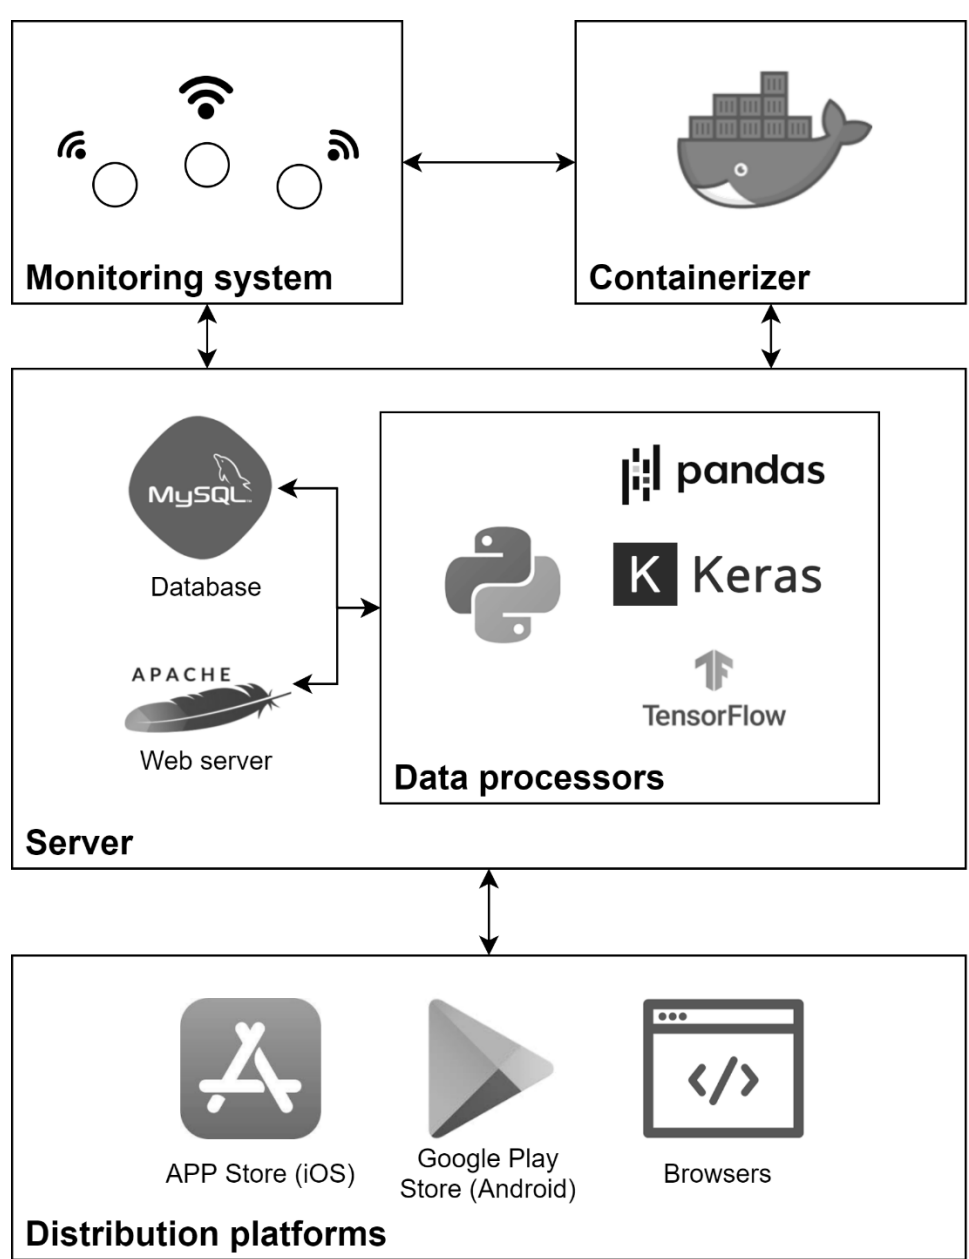 Monitoring system
Containerizer
MySQL
Database
APACHE
Web server
pandas
K Keras
TensorFlow
Data processors
Server
</>
APP Store (iOS)
Google Play
Store (Android)
Browsers
Distribution platforms